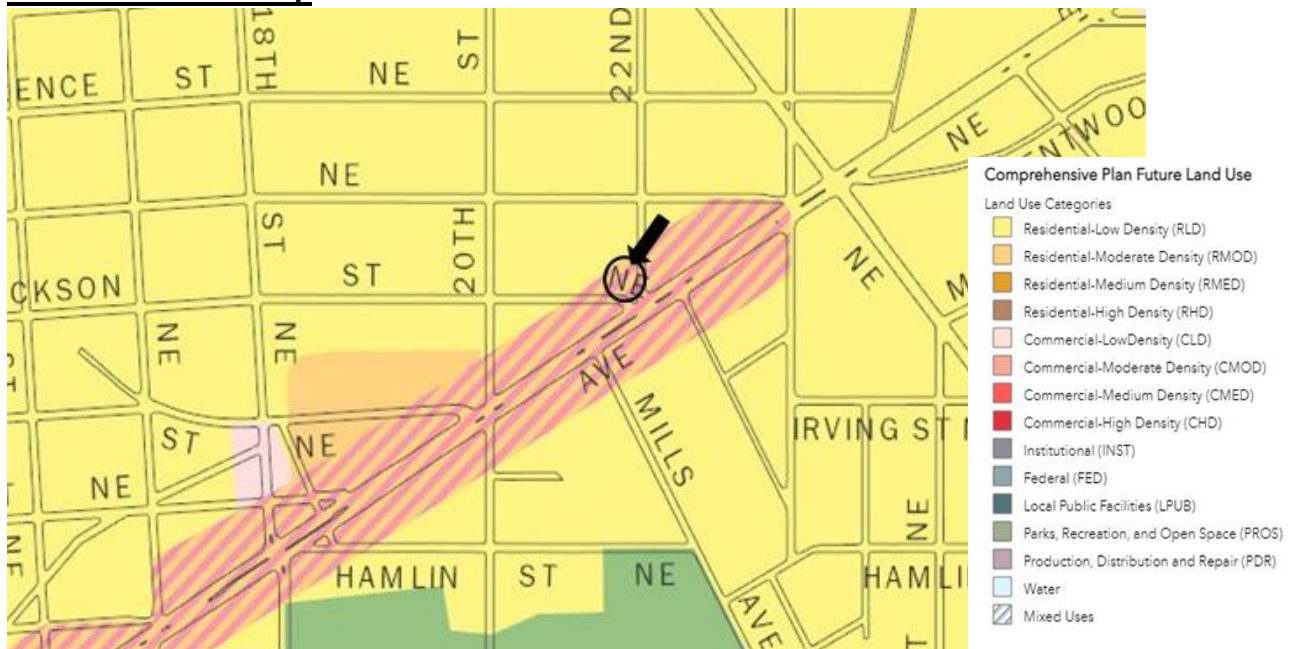 18TH
ST
22ND
ENCE
ST
NE
NE
NE
ST
20TH
ST
NE
CKSON
NE
NE
NE
AVE
MILLS
ST
NE
NE
IRVING ST
NE
NE
HAMLIN
ST
NE
HAMLI
AVE
Comprehensive Plan Future Land Use
Land Use Categories
Residential-Low Density (RLD)
Residential-Moderate Density (RMOD)
Residential-Medium Density (RMED)
Residential-High Density (RHD)
Commercial-LowDensity (CLD)
Commercial-Moderate Density (CMOD)
Commercial-Medium Density (CMED)
Commercial-High Density (CHD)
Institutional (INST)
Federal (FED)
Local Public Facilities (LPUB)
Parks, Recreation, and Open Space (PROS)
Production, Distribution and Repair (PDR)
Water
Mixed Uses